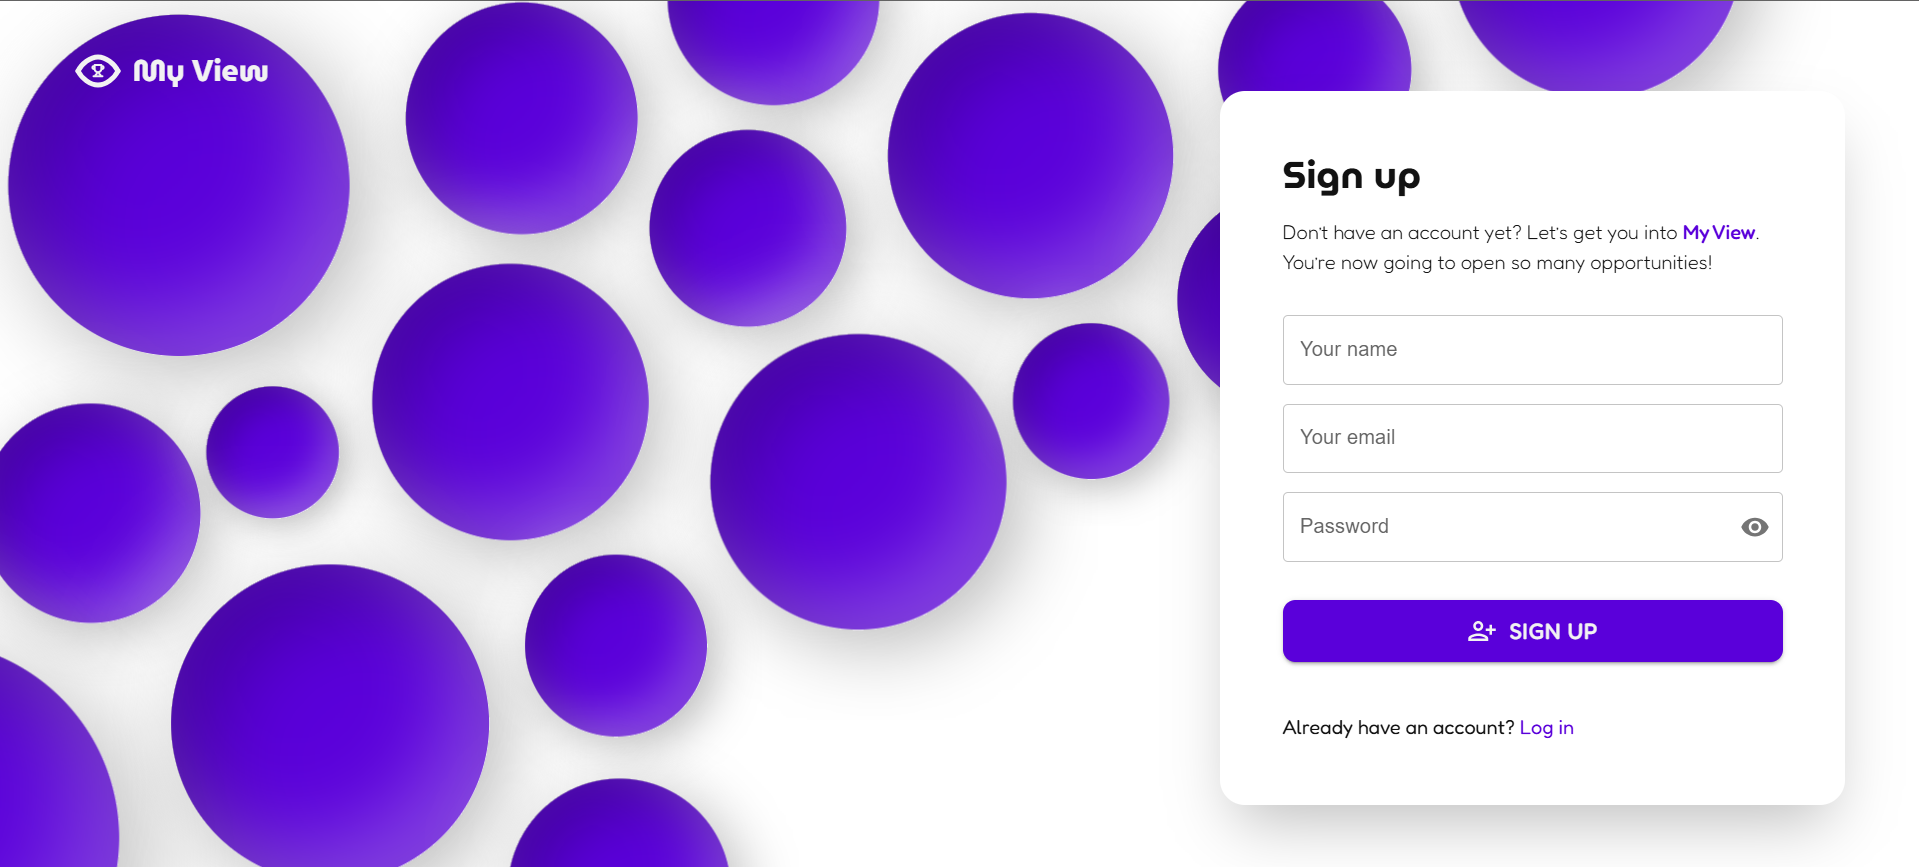 My View
Sign up
Don't have an account yet? Let's get you into My View.
You're now going to open so many opportunities!
Your name
Your email
Password
SIGN UP
Already have an account? Log in